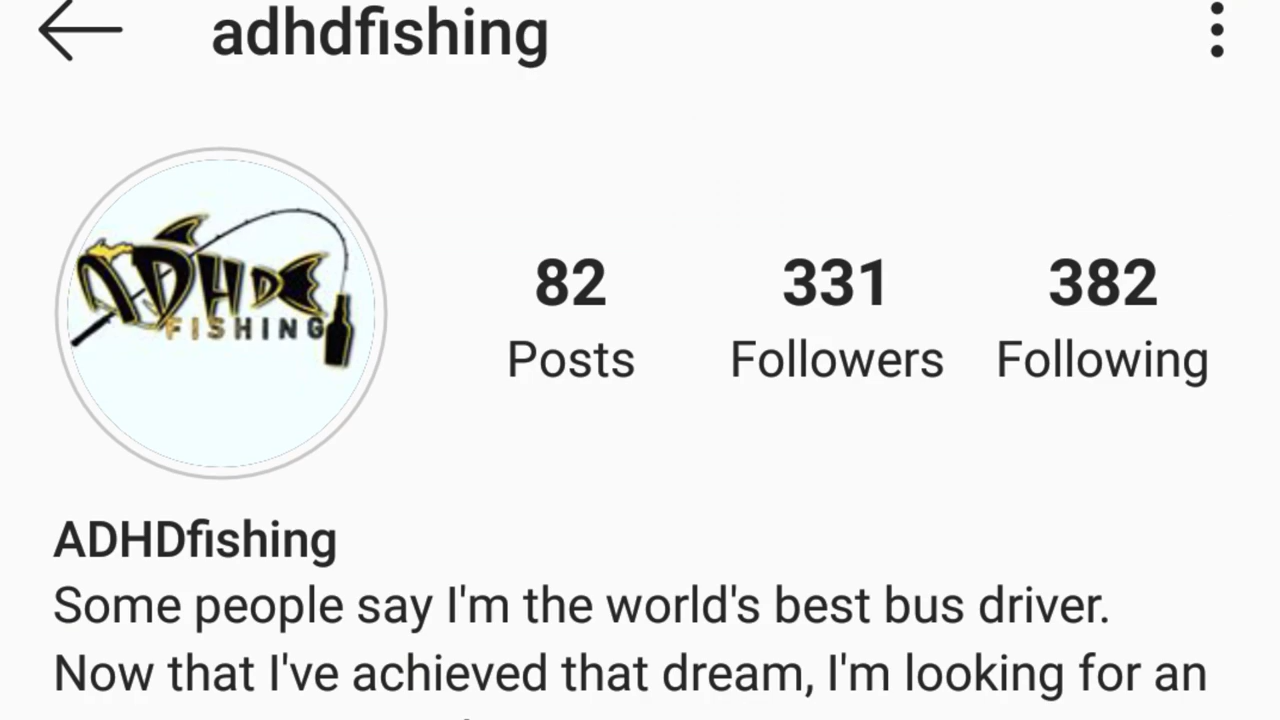 adhdfishing
ADHD
FISHING
82
331
382
Posts
Followers
Following
ADHDfishing
Some people say I'm the world's best bus driver.
Now that I've achieved that dream, I'm looking for an